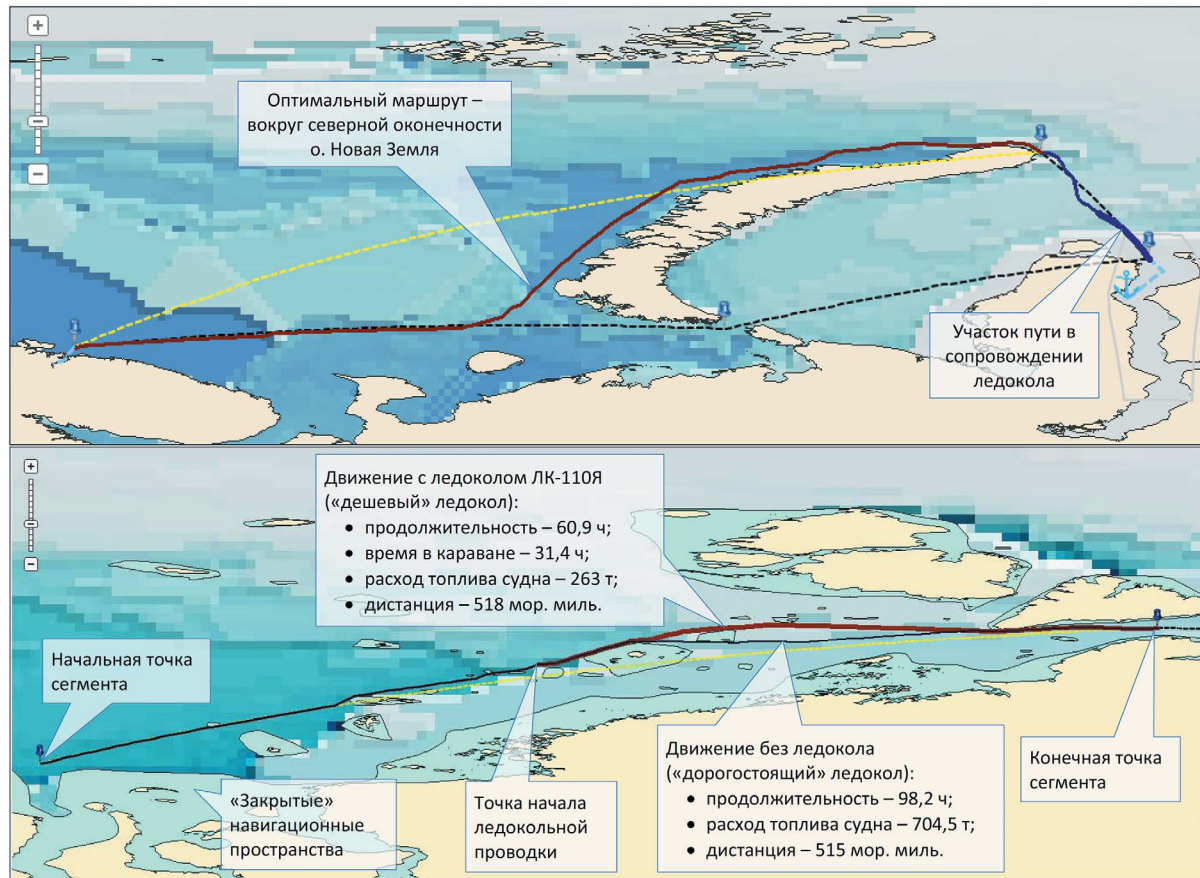 Оптимальный маршрут –
вокруг северной оконечности
о. Новая Земля
Участок пути в
сопровождении
ледокола
Движение с ледоколом ЛК-110Я
(«дешевый» ледокол):
• продолжительность – 60,9 ч;
• время в караване – 31,4 ч;
• расход топлива судна – 263 т;
• дистанция – 518 мор. миль.
Начальная точка
сегмента
«Закрытые»
навигационные
пространства
Точка начала
ледокольной
проводки
Движение без ледокола
(«дорогостоящий» ледокол):
• продолжительность – 98,2 ч;
• расход топлива судна – 704,5 т;
• дистанция – 515 мор. миль.
Конечная точка
сегмента